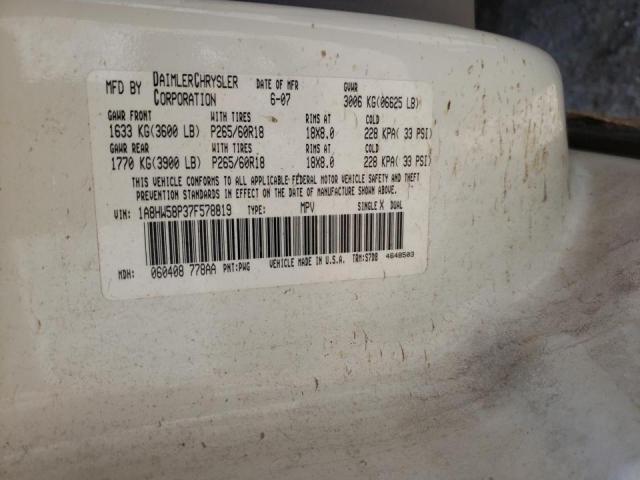 MFD BY DAIMLERCHRYSLER CORPORATION DATE OF MFR 6-07 GVWR 3006 KG(06625 LB)
GAWR FRONT WITH TIRES RIMS AT COLD
1633 KG(3600 LB) P265/60R18 18X8.0 228 KPA( 33 PSI)
GAWR REAR WITH TIRES RIMS AT COLD
1770 KG(3900 LB) P265/60R18 18X8.0 228 KPA( 33 PSI)
THIS VEHICLE CONFORMS TO ALL APPLICABLE FEDERAL MOTOR VEHICLE SAFETY AND THEFT
PREVENTION STANDARDS IN EFFECT ON THE DATE OF MANUFACTURE SHOWN ABOVE.
VIN: 1A8HW58P37F578819 TYPE: MPV SINGLE X DUAL
MDH: 060408 778AA PNT:PWG VEHICLE MADE IN U.S.A. TRM:S7D8 4648503